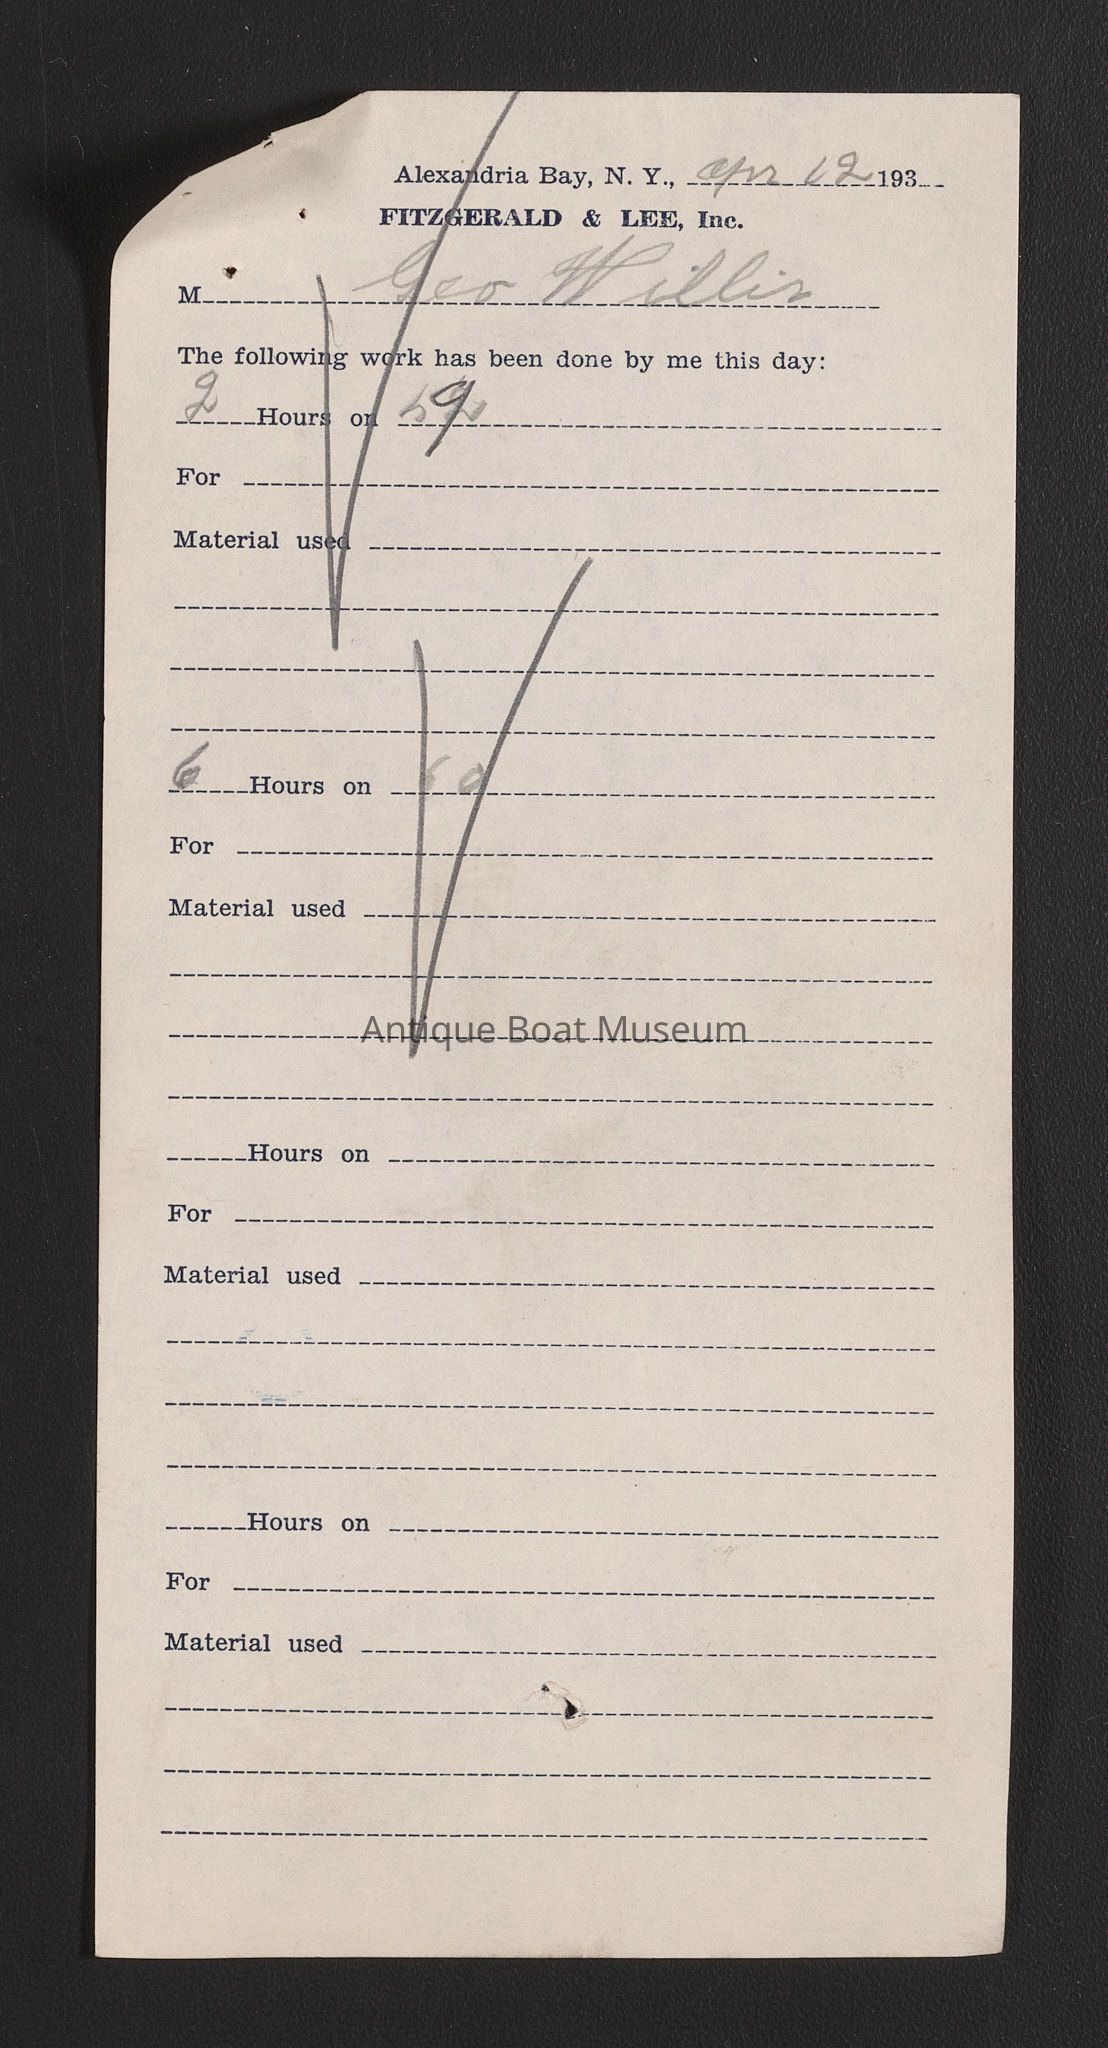 Alexandria Bay, N. Y., Apr 12 193
FITZGERALD & LEE, Inc.
M Geo Willis
The following work has been done by me this day:
2 Hours on
For
Material used
6 Hours on 60
For
Material used
Antique Boat Museum
Hours on
For
Material used
Hours on
For
Material used